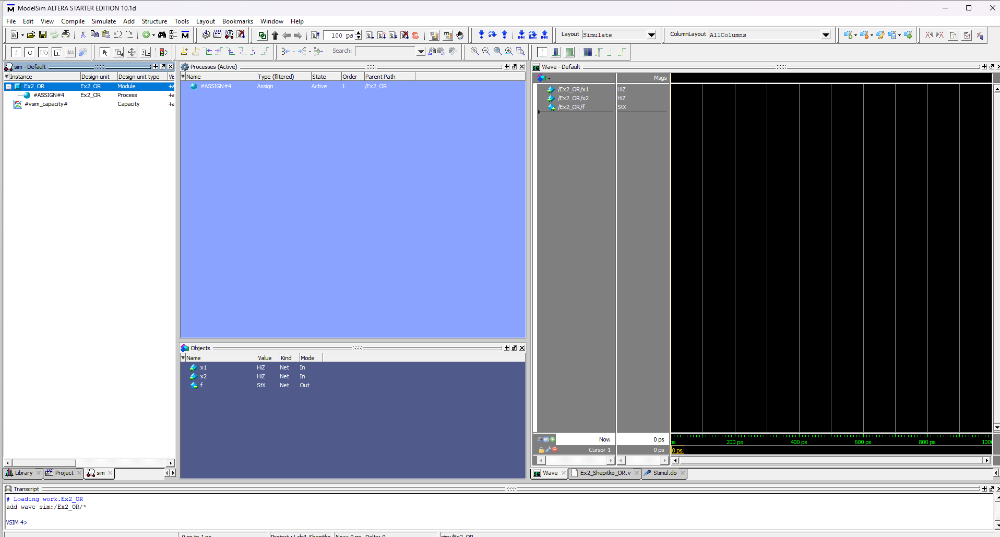 ModelSim ALTERA STARTER EDITION 10.1d
File Edit View Compile Simulate Add Structure Tools Layout Bookmarks Window Help
100 ps
Layout Simulate
ColumnLayout AllColumns
ALL
Search:
sim - Default
Instance Design unit Design unit type Vis
Ex2_OR Ex2_OR Module +a
#ASSIGN#4 Ex2_OR Process +a
#vsim_capacity# Capacity +a
Library Project sim
Processes (Active)
Name Type (filtered) State Order Parent Path
#ASSIGN#4 Assign Active 1 /Ex2_OR
Objects
Name Value Kind Mode
x1 HiZ Net In
x2 HiZ Net In
f StX Net Out
Wave - Default
Msgs
/Ex2_OR/x1 HiZ
/Ex2_OR/x2 HiZ
/Ex2_OR/f StX
Now 0 ps
Cursor 1 0 ps
ps 200 ps 400 ps 600 ps 800 ps 100
0 ps
Wave Ex2_Shepitko_OR.v Stimul.do
Transcript
# Loading work.Ex2_OR
add wave sim:/Ex2_OR/*
VSIM 4>
0 ps to 1 ns Project : Lab4_Shepitko Now: 0 ps Delta: 0 sim:/Ex2_OR